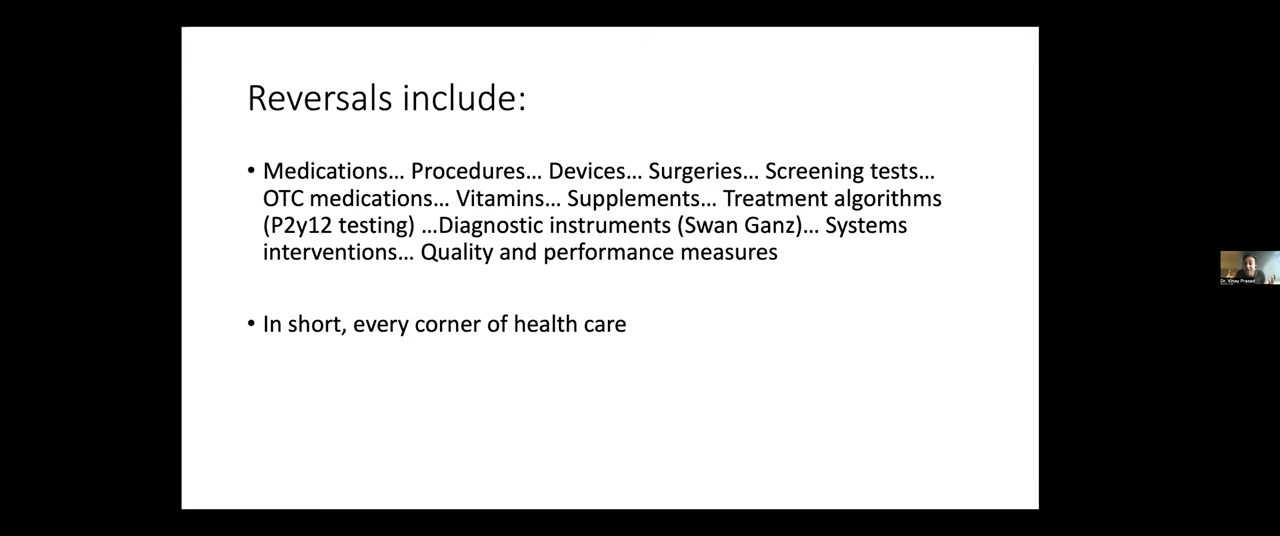 Reversals include:
• Medications... Procedures... Devices... Surgeries... Screening tests...
OTC medications... Vitamins... Supplements... Treatment algorithms
(P2y12 testing) ...Diagnostic instruments (Swan Ganz)... Systems
interventions... Quality and performance measures
• In short, every corner of health care
Dr. Vinay Prasad